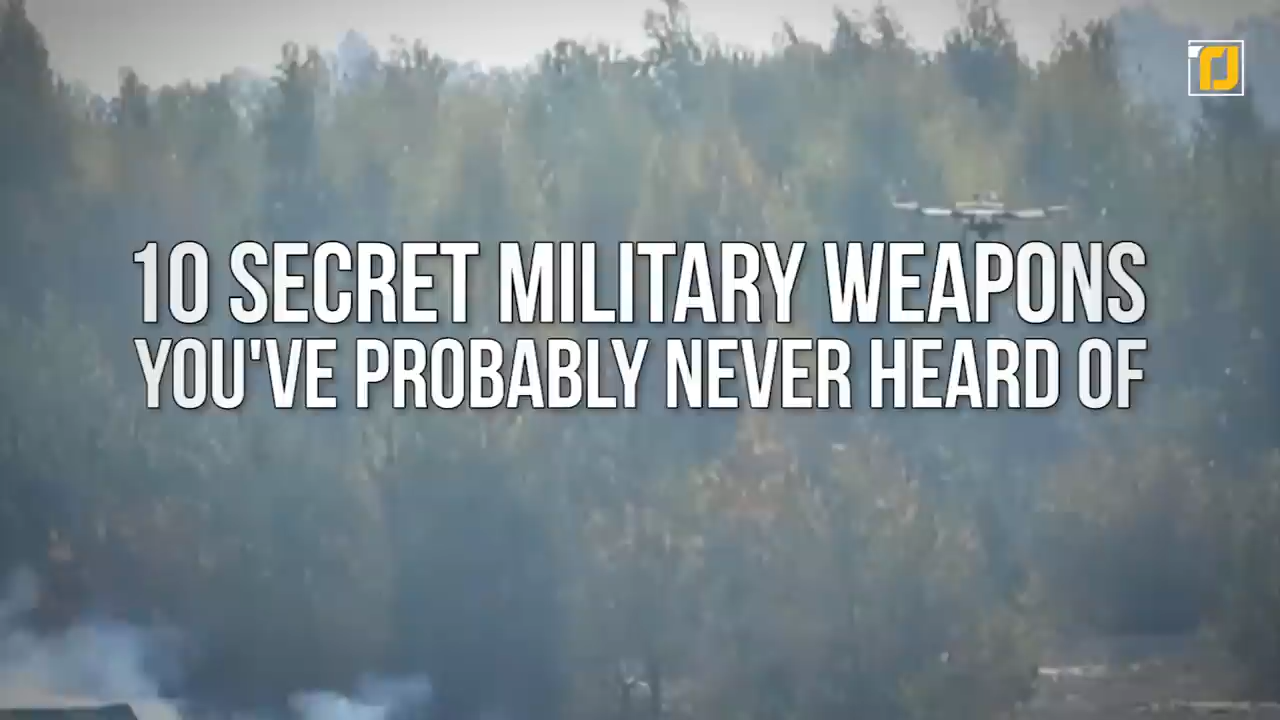 10 SECRET MILITARY WEAPONS
YOU'VE PROBABLY NEVER HEARD OF